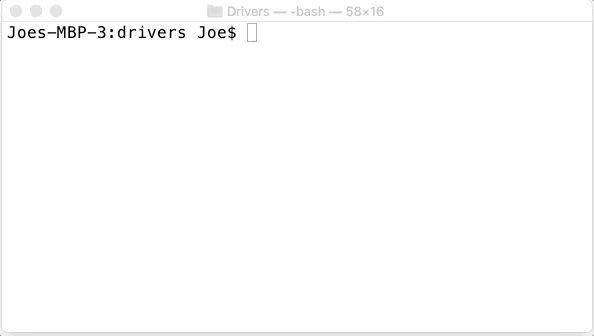 Drivers — -bash — 58×16
Joes-MBP-3:drivers Joe$